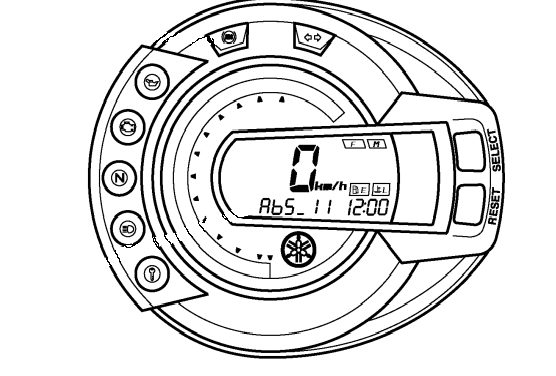 F M
0 km/h
E
AbS_ 11 12:00
SELECT
RESET
N